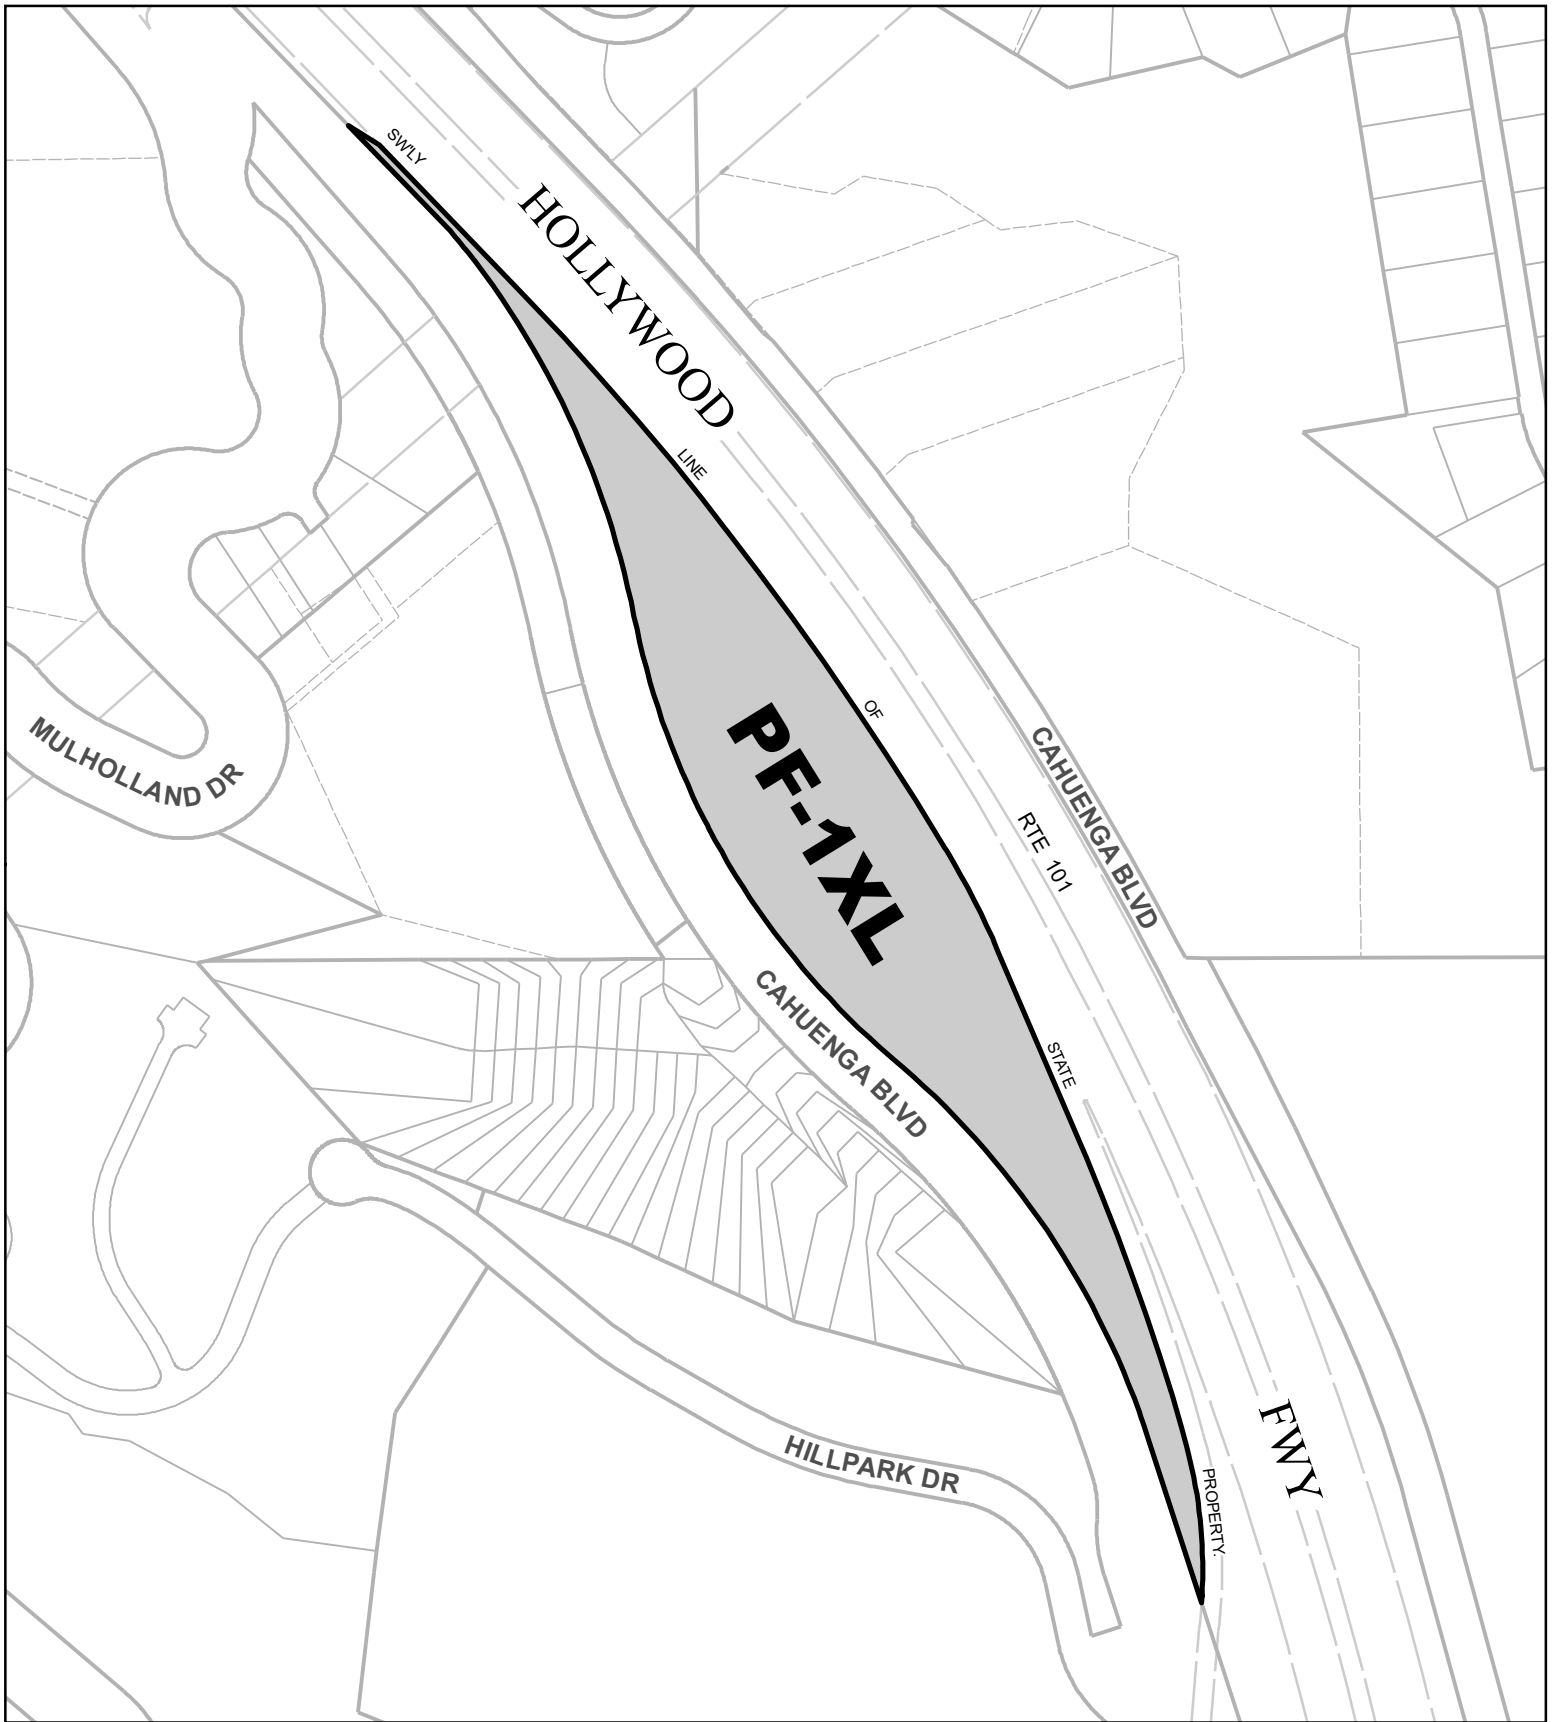 SW'LY
HOLLYWOOD
LINE
OF
PF-1XL
MULHOLLAND DR
CAHUENGA BLVD
RTE 101
CAHUENGA BLVD
STATE
FWY
HILLPARK DR
PROPERTY.